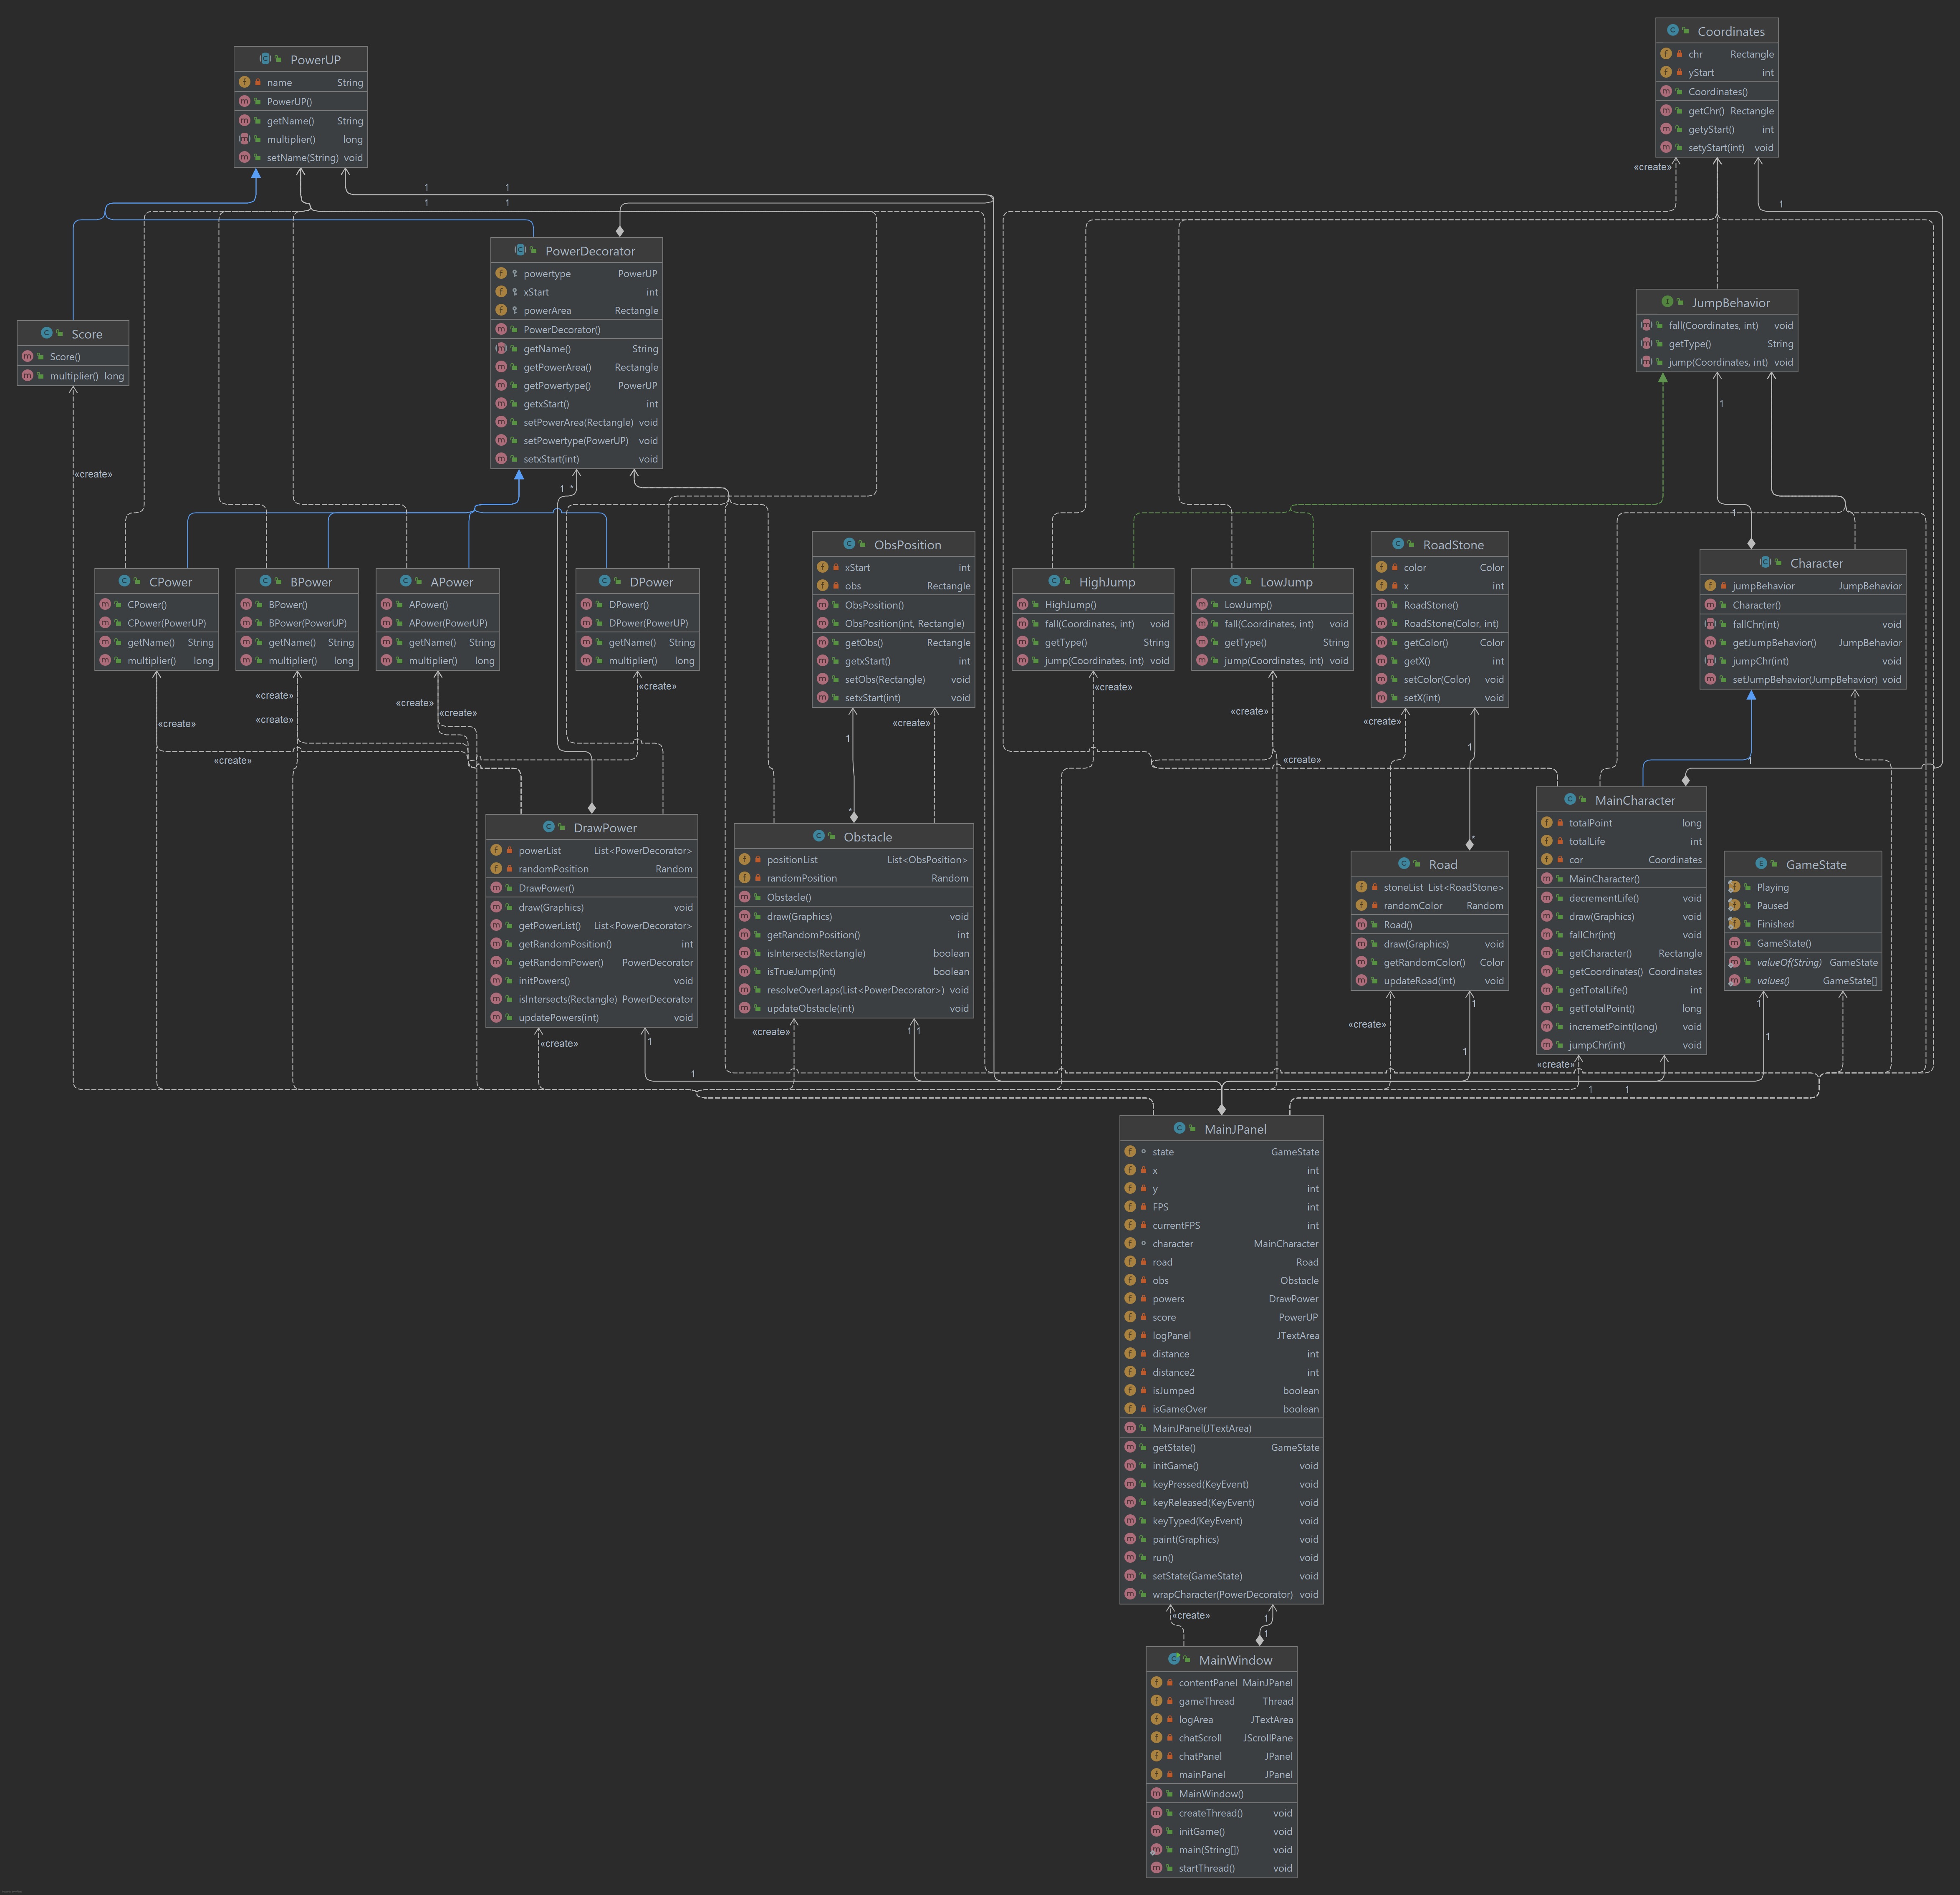 PowerUP
name String
PowerUP()
getName() String
multiplier() long
setName(String) void
Coordinates
chr Rectangle
yStart int
Coordinates()
getChr() Rectangle
getyStart() int
setyStart(int) void
«create»
1 1
1 1
1
PowerDecorator
powertype PowerUP
xStart int
powerArea Rectangle
PowerDecorator()
getName() String
getPowerArea() Rectangle
getPowertype() PowerUP
getxStart() int
setPowerArea(Rectangle) void
setPowertype(PowerUP) void
setxStart(int) void
Score
Score()
multiplier() long
JumpBehavior
fall(Coordinates, int) void
getType() String
jump(Coordinates, int) void
1
«create»
1 *
1
CPower
CPower()
CPower(PowerUP)
getName() String
multiplier() long
BPower
BPower()
BPower(PowerUP)
getName() String
multiplier() long
APower
APower()
APower(PowerUP)
getName() String
multiplier() long
DPower
DPower()
DPower(PowerUP)
getName() String
multiplier() long
ObsPosition
xStart int
obs Rectangle
ObsPosition()
ObsPosition(int, Rectangle)
getObs() Rectangle
getxStart() int
setObs(Rectangle) void
setxStart(int) void
HighJump
HighJump()
fall(Coordinates, int) void
getType() String
jump(Coordinates, int) void
LowJump
LowJump()
fall(Coordinates, int) void
getType() String
jump(Coordinates, int) void
RoadStone
color Color
x int
RoadStone()
RoadStone(Color, int)
getColor() Color
getX() int
setColor(Color) void
setX(int) void
Character
jumpBehavior JumpBehavior
Character()
fallChr(int) void
getJumpBehavior() JumpBehavior
jumpChr(int) void
setJumpBehavior(JumpBehavior) void
«create»
«create»
«create»
«create»
«create»
«create»
«create»
«create»
«create»
«create»
«create»
«create»
1
1
1
*
*
DrawPower
powerList List<PowerDecorator>
randomPosition Random
DrawPower()
draw(Graphics) void
getPowerList() List<PowerDecorator>
getRandomPosition() int
getRandomPower() PowerDecorator
initPowers() void
isIntersects(Rectangle) PowerDecorator
updatePowers(int) void
Obstacle
positionList List<ObsPosition>
randomPosition Random
Obstacle()
draw(Graphics) void
getRandomPosition() int
isIntersects(Rectangle) boolean
isTrueJump(int) boolean
resolveOverLaps(List<PowerDecorator>) void
updateObstacle(int) void
Road
stoneList List<RoadStone>
randomColor Random
Road()
draw(Graphics) void
getRandomColor() Color
updateRoad(int) void
MainCharacter
totalPoint long
totalLife int
cor Coordinates
MainCharacter()
decrementLife() void
draw(Graphics) void
fallChr(int) void
getCharacter() Rectangle
getCoordinates() Coordinates
getTotalLife() int
getTotalPoint() long
incremetPoint(long) void
jumpChr(int) void
GameState
Playing
Paused
Finished
GameState()
valueOf(String) GameState
values() GameState[]
«create»
1
«create»
1 1
«create»
1
«create»
1
1
1
1
1 1
MainJPanel
state GameState
x int
y int
FPS int
currentFPS int
character MainCharacter
road Road
obs Obstacle
powers DrawPower
score PowerUP
logPanel JTextArea
distance int
distance2 int
isJumped boolean
isGameOver boolean
MainJPanel(JTextArea)
getState() GameState
initGame() void
keyPressed(KeyEvent) void
keyReleased(KeyEvent) void
keyTyped(KeyEvent) void
paint(Graphics) void
run() void
setState(GameState) void
wrapCharacter(PowerDecorator) void
«create»
1
1
MainWindow
contentPanel MainJPanel
gameThread Thread
logArea JTextArea
chatScroll JScrollPane
chatPanel JPanel
mainPanel JPanel
MainWindow()
createThread() void
initGame() void
main(String[]) void
startThread() void